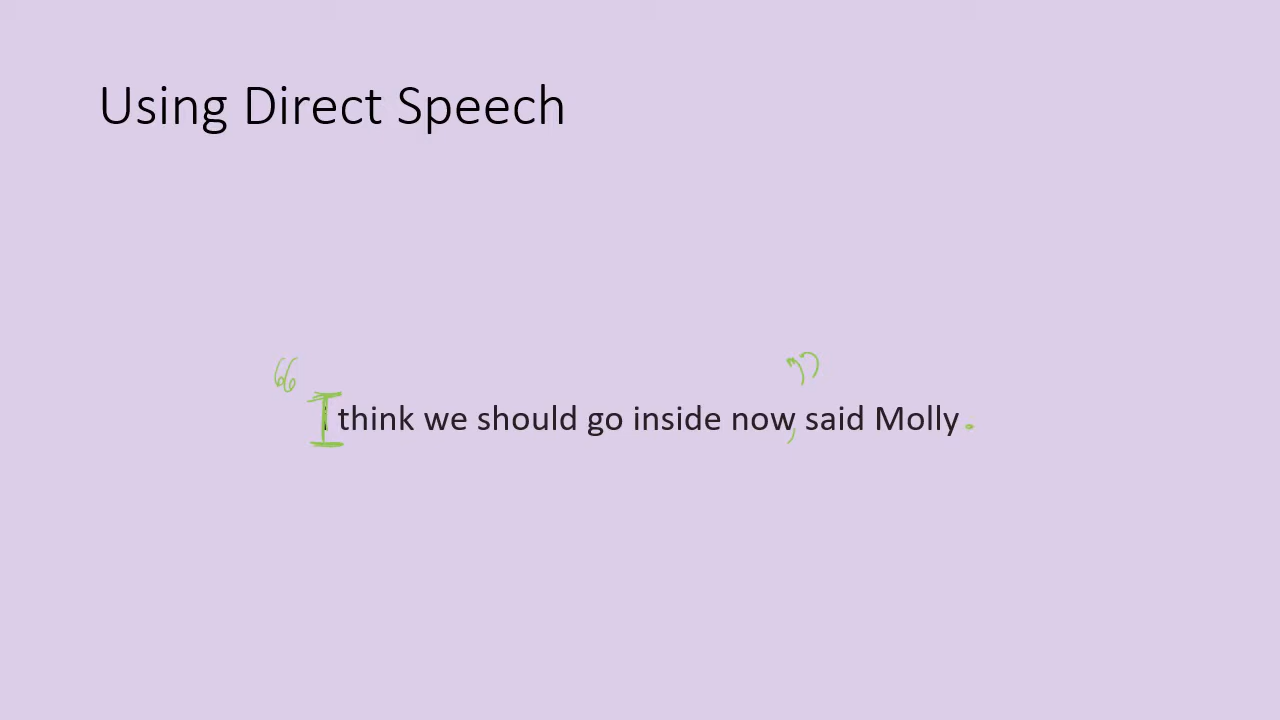 Using Direct Speech
“I think we should go inside now,” said Molly.